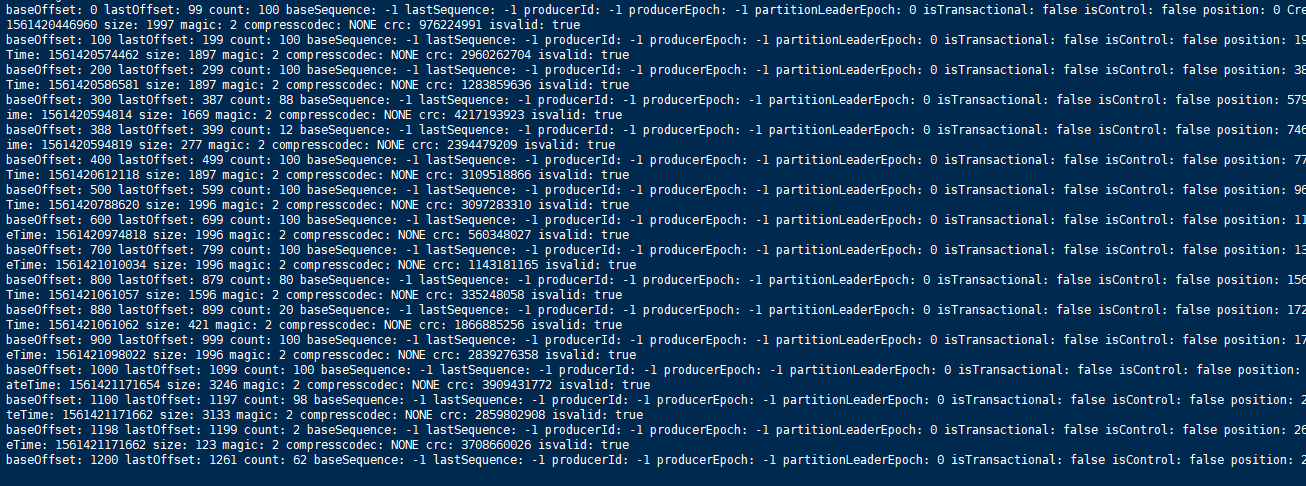 baseOffset: 0 lastOffset: 99 count: 100 baseSequence: -1 lastSequence: -1 producerId: -1 producerEpoch: -1 partitionLeaderEpoch: 0 isTransactional: false isControl: false position: 0 Cre
1561420446960 size: 1997 magic: 2 compresscodec: NONE crc: 976224991 isvalid: true
baseOffset: 100 lastOffset: 199 count: 100 baseSequence: -1 lastSequence: -1 producerId: -1 producerEpoch: -1 partitionLeaderEpoch: 0 isTransactional: false isControl: false position: 19
Time: 1561420574462 size: 1897 magic: 2 compresscodec: NONE crc: 2960262704 isvalid: true
baseOffset: 200 lastOffset: 299 count: 100 baseSequence: -1 lastSequence: -1 producerId: -1 producerEpoch: -1 partitionLeaderEpoch: 0 isTransactional: false isControl: false position: 38
Time: 1561420586581 size: 1897 magic: 2 compresscodec: NONE crc: 1283859636 isvalid: true
baseOffset: 300 lastOffset: 387 count: 88 baseSequence: -1 lastSequence: -1 producerId: -1 producerEpoch: -1 partitionLeaderEpoch: 0 isTransactional: false isControl: false position: 579
ime: 1561420594814 size: 1669 magic: 2 compresscodec: NONE crc: 4217193923 isvalid: true
baseOffset: 388 lastOffset: 399 count: 12 baseSequence: -1 lastSequence: -1 producerId: -1 producerEpoch: -1 partitionLeaderEpoch: 0 isTransactional: false isControl: false position: 746
ime: 1561420594819 size: 277 magic: 2 compresscodec: NONE crc: 2394479209 isvalid: true
baseOffset: 400 lastOffset: 499 count: 100 baseSequence: -1 lastSequence: -1 producerId: -1 producerEpoch: -1 partitionLeaderEpoch: 0 isTransactional: false isControl: false position: 77
Time: 1561420612118 size: 1897 magic: 2 compresscodec: NONE crc: 3109518866 isvalid: true
baseOffset: 500 lastOffset: 599 count: 100 baseSequence: -1 lastSequence: -1 producerId: -1 producerEpoch: -1 partitionLeaderEpoch: 0 isTransactional: false isControl: false position: 96
Time: 1561420788620 size: 1996 magic: 2 compresscodec: NONE crc: 3097283310 isvalid: true
baseOffset: 600 lastOffset: 699 count: 100 baseSequence: -1 lastSequence: -1 producerId: -1 producerEpoch: -1 partitionLeaderEpoch: 0 isTransactional: false isControl: false position: 11
eTime: 1561420974818 size: 1996 magic: 2 compresscodec: NONE crc: 560348027 isvalid: true
baseOffset: 700 lastOffset: 799 count: 100 baseSequence: -1 lastSequence: -1 producerId: -1 producerEpoch: -1 partitionLeaderEpoch: 0 isTransactional: false isControl: false position: 13
eTime: 1561421010034 size: 1996 magic: 2 compresscodec: NONE crc: 1143181165 isvalid: true
baseOffset: 800 lastOffset: 879 count: 80 baseSequence: -1 lastSequence: -1 producerId: -1 producerEpoch: -1 partitionLeaderEpoch: 0 isTransactional: false isControl: false position: 156
Time: 1561421061057 size: 1596 magic: 2 compresscodec: NONE crc: 335248058 isvalid: true
baseOffset: 880 lastOffset: 899 count: 20 baseSequence: -1 lastSequence: -1 producerId: -1 producerEpoch: -1 partitionLeaderEpoch: 0 isTransactional: false isControl: false position: 172
Time: 1561421061062 size: 421 magic: 2 compresscodec: NONE crc: 1866885256 isvalid: true
baseOffset: 900 lastOffset: 999 count: 100 baseSequence: -1 lastSequence: -1 producerId: -1 producerEpoch: -1 partitionLeaderEpoch: 0 isTransactional: false isControl: false position: 17
eTime: 1561421098022 size: 1996 magic: 2 compresscodec: NONE crc: 2839276358 isvalid: true
baseOffset: 1000 lastOffset: 1099 count: 100 baseSequence: -1 lastSequence: -1 producerId: -1 producerEpoch: -1 partitionLeaderEpoch: 0 isTransactional: false isControl: false position:
ateTime: 1561421171654 size: 3246 magic: 2 compresscodec: NONE crc: 3909431772 isvalid: true
baseOffset: 1100 lastOffset: 1197 count: 98 baseSequence: -1 lastSequence: -1 producerId: -1 producerEpoch: -1 partitionLeaderEpoch: 0 isTransactional: false isControl: false position: 2
teTime: 1561421171662 size: 3133 magic: 2 compresscodec: NONE crc: 2859802908 isvalid: true
baseOffset: 1198 lastOffset: 1199 count: 2 baseSequence: -1 lastSequence: -1 producerId: -1 producerEpoch: -1 partitionLeaderEpoch: 0 isTransactional: false isControl: false position: 26
eTime: 1561421171662 size: 123 magic: 2 compresscodec: NONE crc: 3708660026 isvalid: true
baseOffset: 1200 lastOffset: 1261 count: 62 baseSequence: -1 lastSequence: -1 producerId: -1 producerEpoch: -1 partitionLeaderEpoch: 0 isTransactional: false isControl: false position: 2